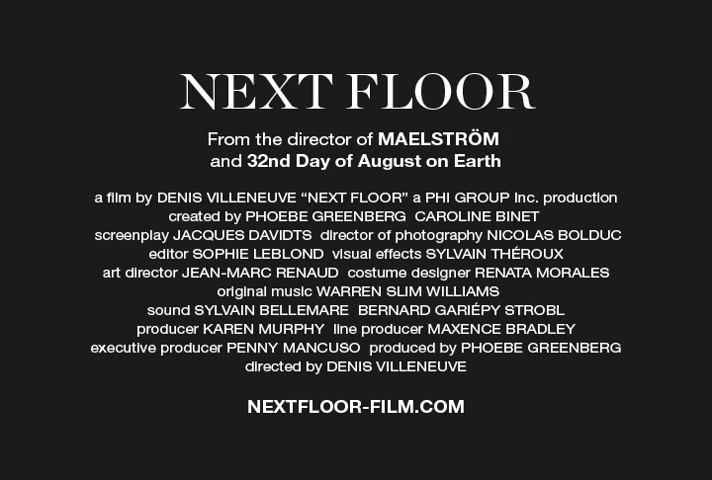 NEXT FLOOR
From the director of MAELSTRÖM
and 32nd Day of August on Earth
a film by DENIS VILLENEUVE “NEXT FLOOR” a PHI GROUP Inc. production
created by PHOEBE GREENBERG CAROLINE BINET
screenplay JACQUES DAVIDTS director of photography NICOLAS BOLDUC
editor SOPHIE LEBLOND visual effects SYLVAIN THÉROUX
art director JEAN-MARC RENAUD costume designer RENATA MORALES
original music WARREN SLIM WILLIAMS
sound SYLVAIN BELLEMARE BERNARD GARIÉPY STROBL
producer KAREN MURPHY line producer MAXENCE BRADLEY
executive producer PENNY MANCUSO produced by PHOEBE GREENBERG
directed by DENIS VILLENEUVE
NEXTFLOOR-FILM.COM